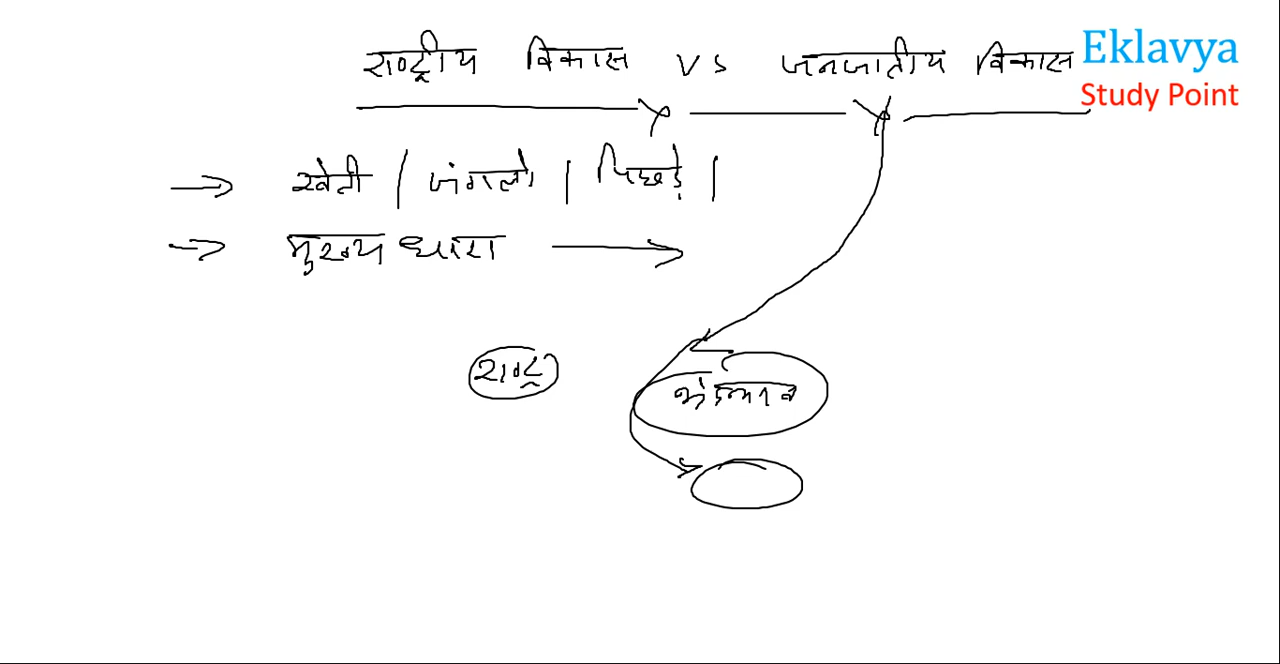 राष्ट्रीय विकास vs जनजातीय विकास
Eklavya
Study Point
→ खेती / जंगलो / पिछड़े /
→ मुख्य धारा →
राष्ट्र